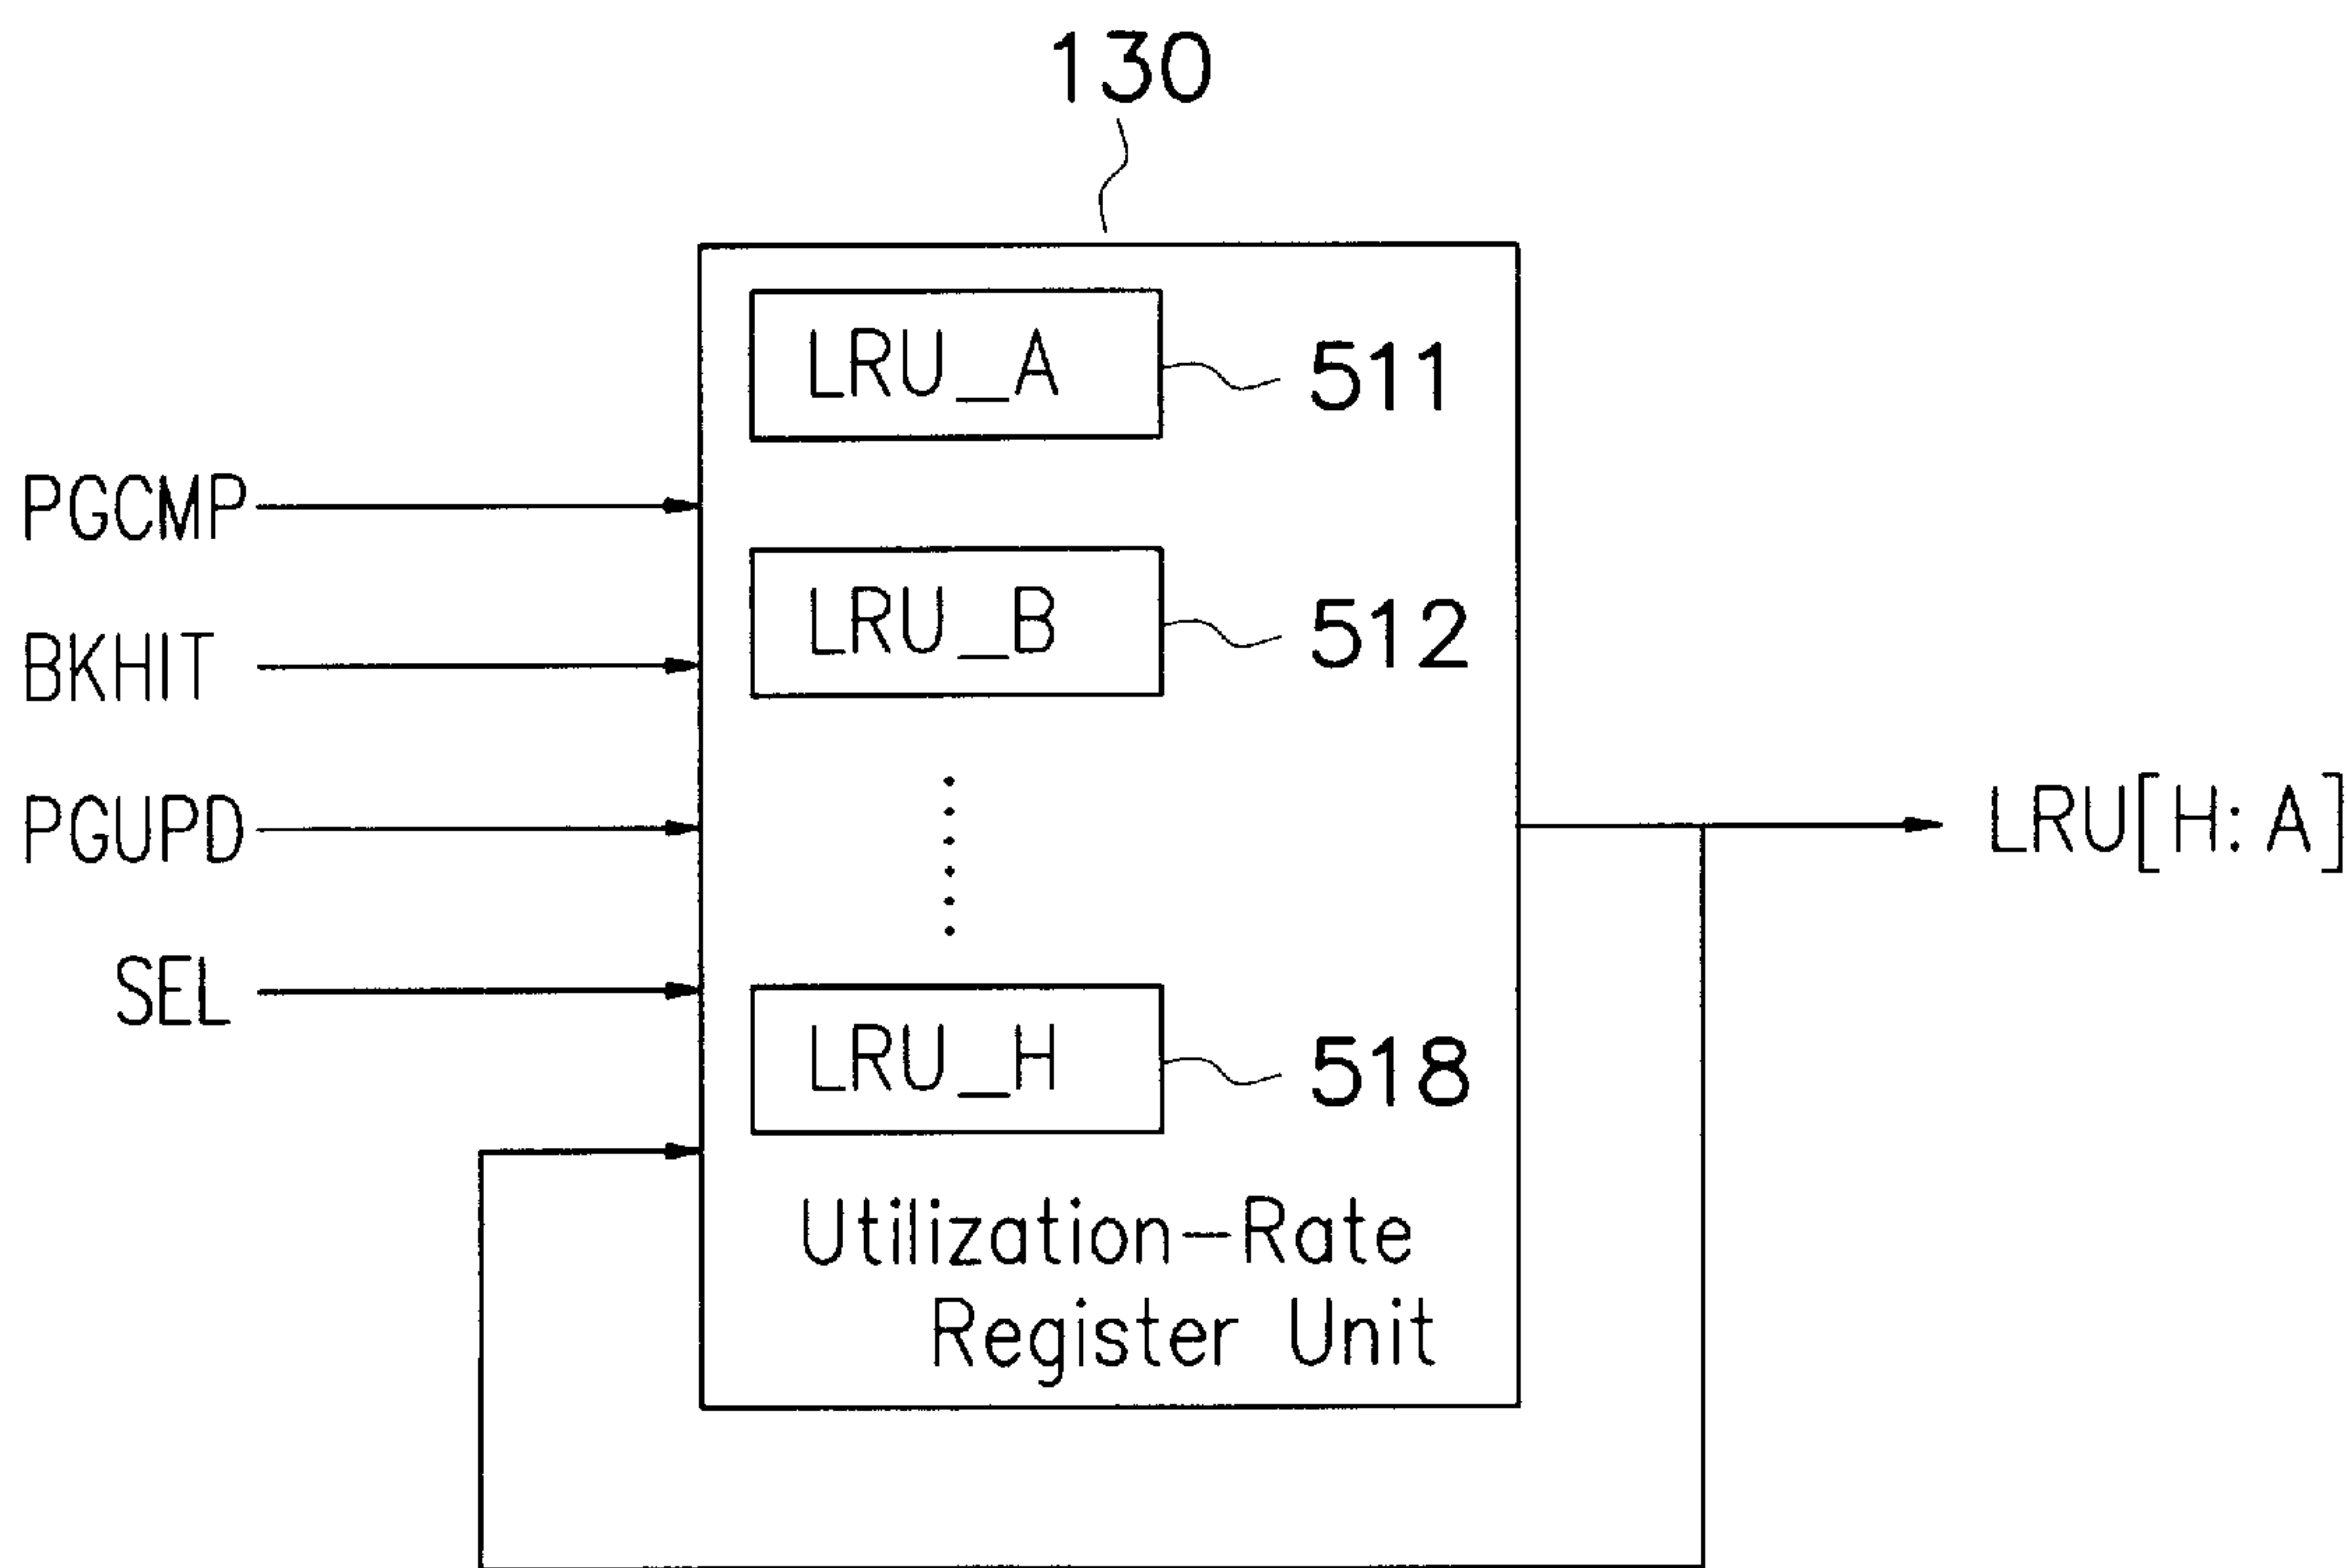 130
LRU_A
511
PGCMP
LRU_B
512
BKHIT
PGUPD
LRU[H:A]
SEL
LRU_H
518
Utilization-Rate
Register Unit